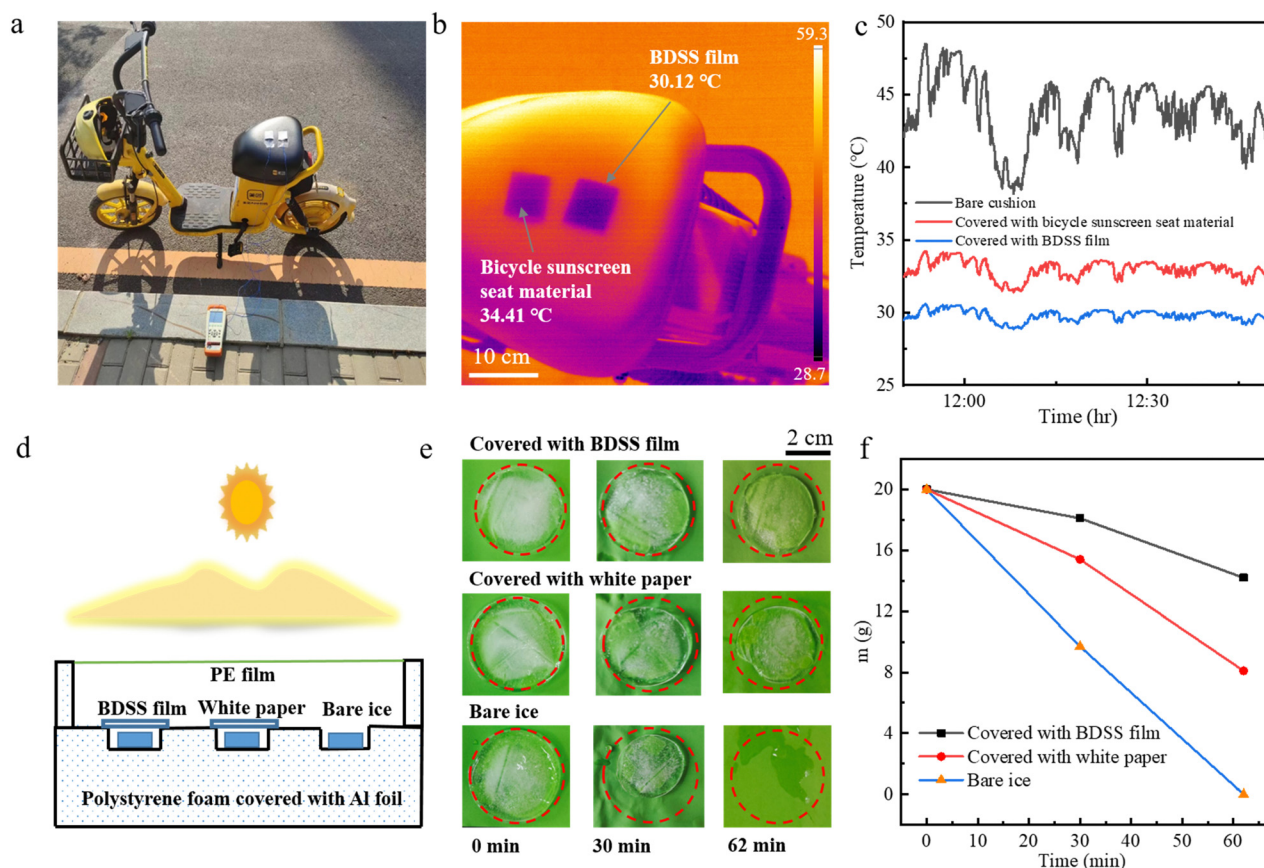 a
b
59.3
BDSS film
30.12 ℃
Bicycle sunscreen
seat material
34.41 ℃
10 cm
28.7
c
50
45
40
35
30
25
Temperature (℃)
Bare cushion
Covered with bicycle sunscreen seat material
Covered with BDSS film
12:00
12:30
Time (hr)
d
PE film
BDSS film
White paper
Bare ice
Polystyrene foam covered with Al foil
e
Covered with BDSS film
2 cm
Covered with white paper
Bare ice
0 min
30 min
62 min
f
20
16
12
8
4
0
m (g)
Covered with BDSS film
Covered with white paper
Bare ice
0
10
20
30
40
50
60
Time (min)